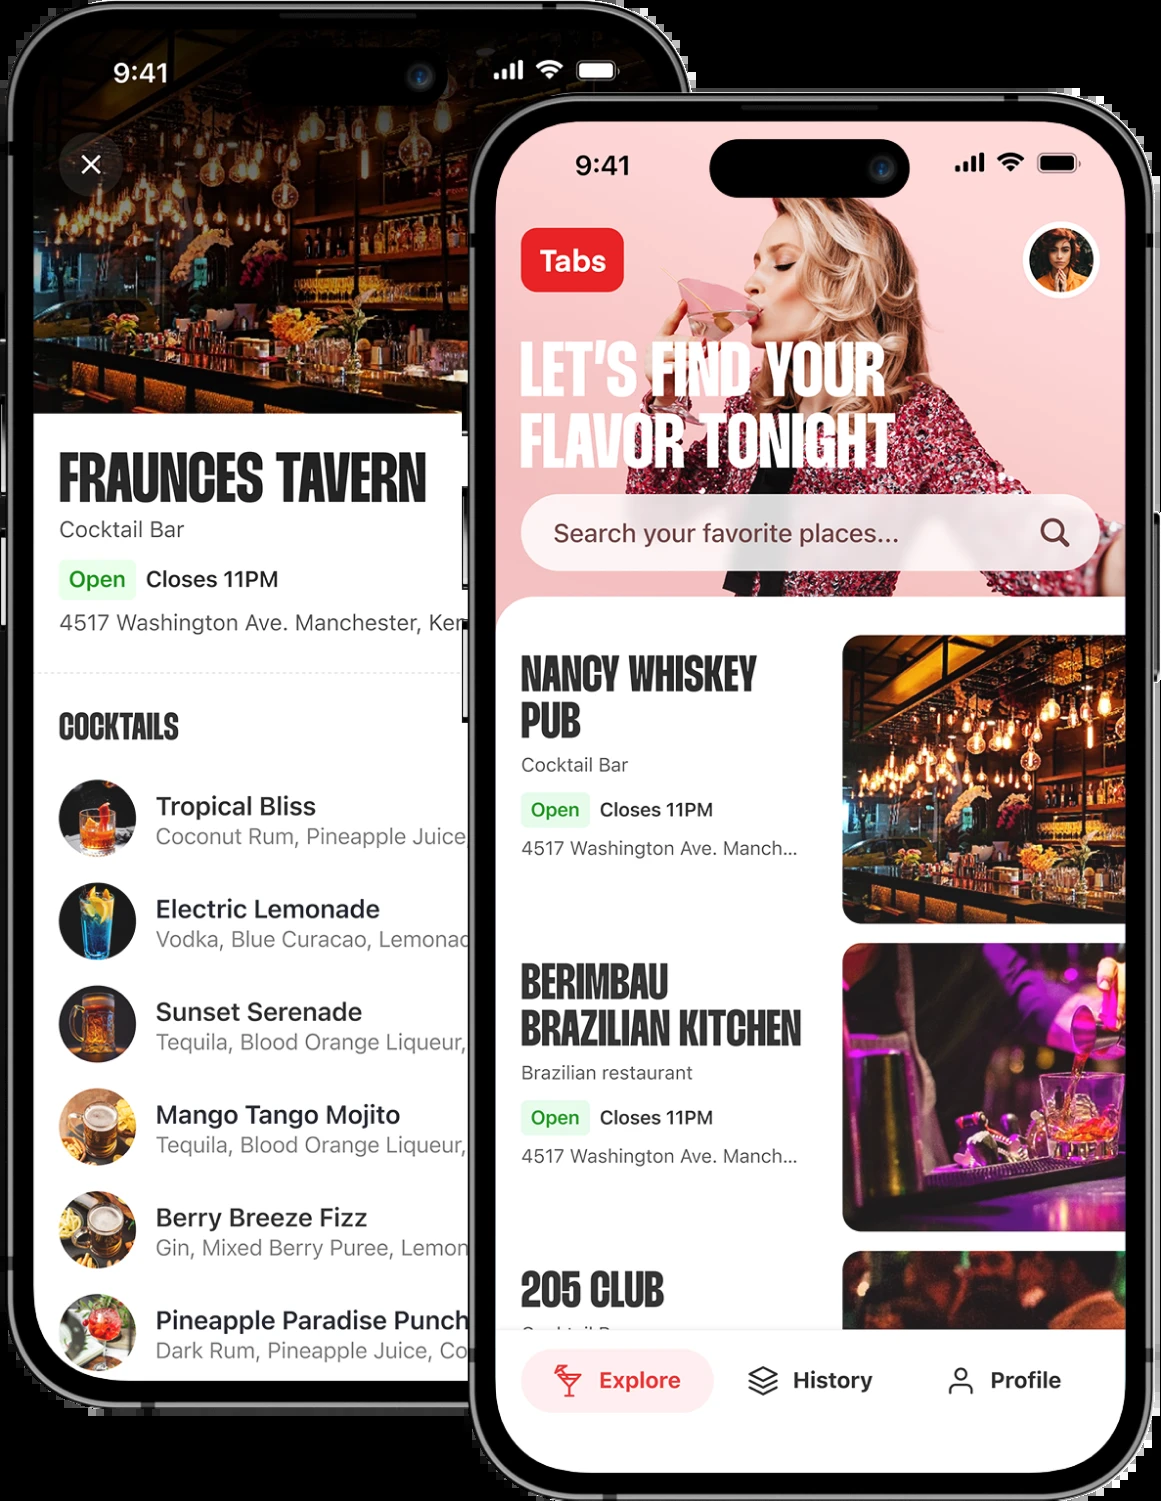 9:41
FRAUNCES TAVERN
Cocktail Bar
Open Closes 11PM
4517 Washington Ave. Manchester, Ker
COCKTAILS
Tropical Bliss
Coconut Rum, Pineapple Juice
Electric Lemonade
Vodka, Blue Curacao, Lemonad
Sunset Serenade
Tequila, Blood Orange Liqueur,
Mango Tango Mojito
Tequila, Blood Orange Liqueur,
Berry Breeze Fizz
Gin, Mixed Berry Puree, Lemon
Pineapple Paradise Punch
Dark Rum, Pineapple Juice, Co
9:41
Tabs
LET'S FIND YOUR
FLAVOR TONIGHT
Search your favorite places...
NANCY WHISKEY
PUB
Cocktail Bar
Open Closes 11PM
4517 Washington Ave. Manch...
BERIMBAU
BRAZILIAN KITCHEN
Brazilian restaurant
Open Closes 11PM
4517 Washington Ave. Manch...
205 CLUB
Explore
History
Profile